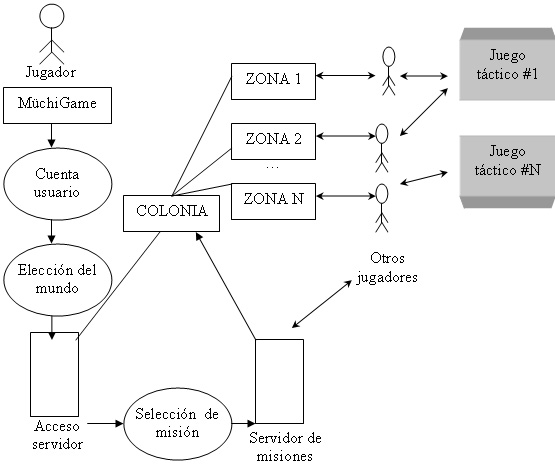 Jugador
MüchiGame
Cuenta
usuario
Elección del
mundo
Acceso
servidor
Selección de
misión
Servidor de
misiones
COLONIA
ZONA 1
ZONA 2
...
ZONA N
Otros
jugadores
Juego
táctico #1
Juego
táctico #N